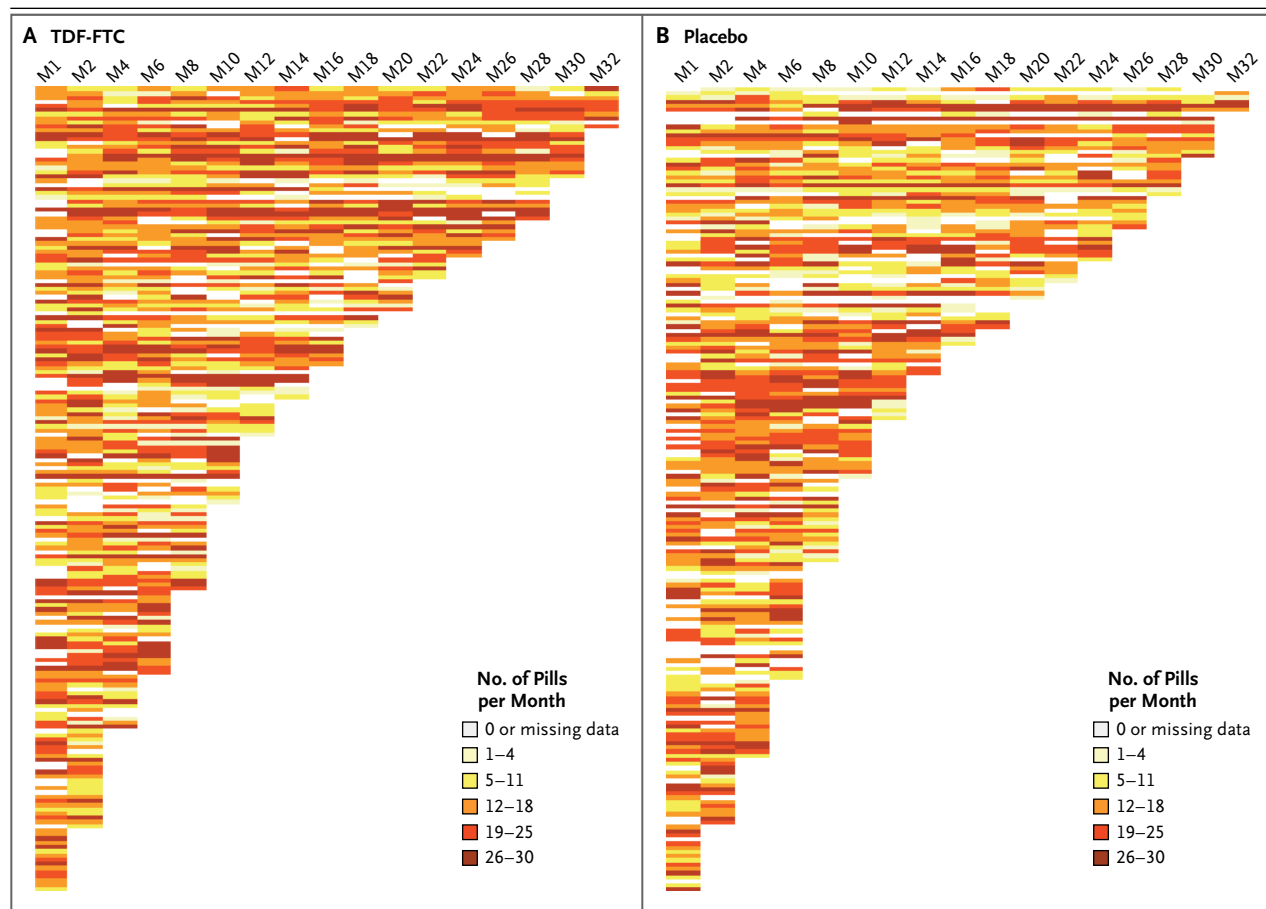 A TDF-FTC
M1 M2 M4 M6 M8 M10 M12 M14 M16 M18 M20 M22 M24 M26 M28 M30 M32
No. of Pills
per Month
0 or missing data
1–4
5–11
12–18
19–25
26–30
B Placebo
M1 M2 M4 M6 M8 M10 M12 M14 M16 M18 M20 M22 M24 M26 M28 M30 M32
No. of Pills
per Month
0 or missing data
1–4
5–11
12–18
19–25
26–30